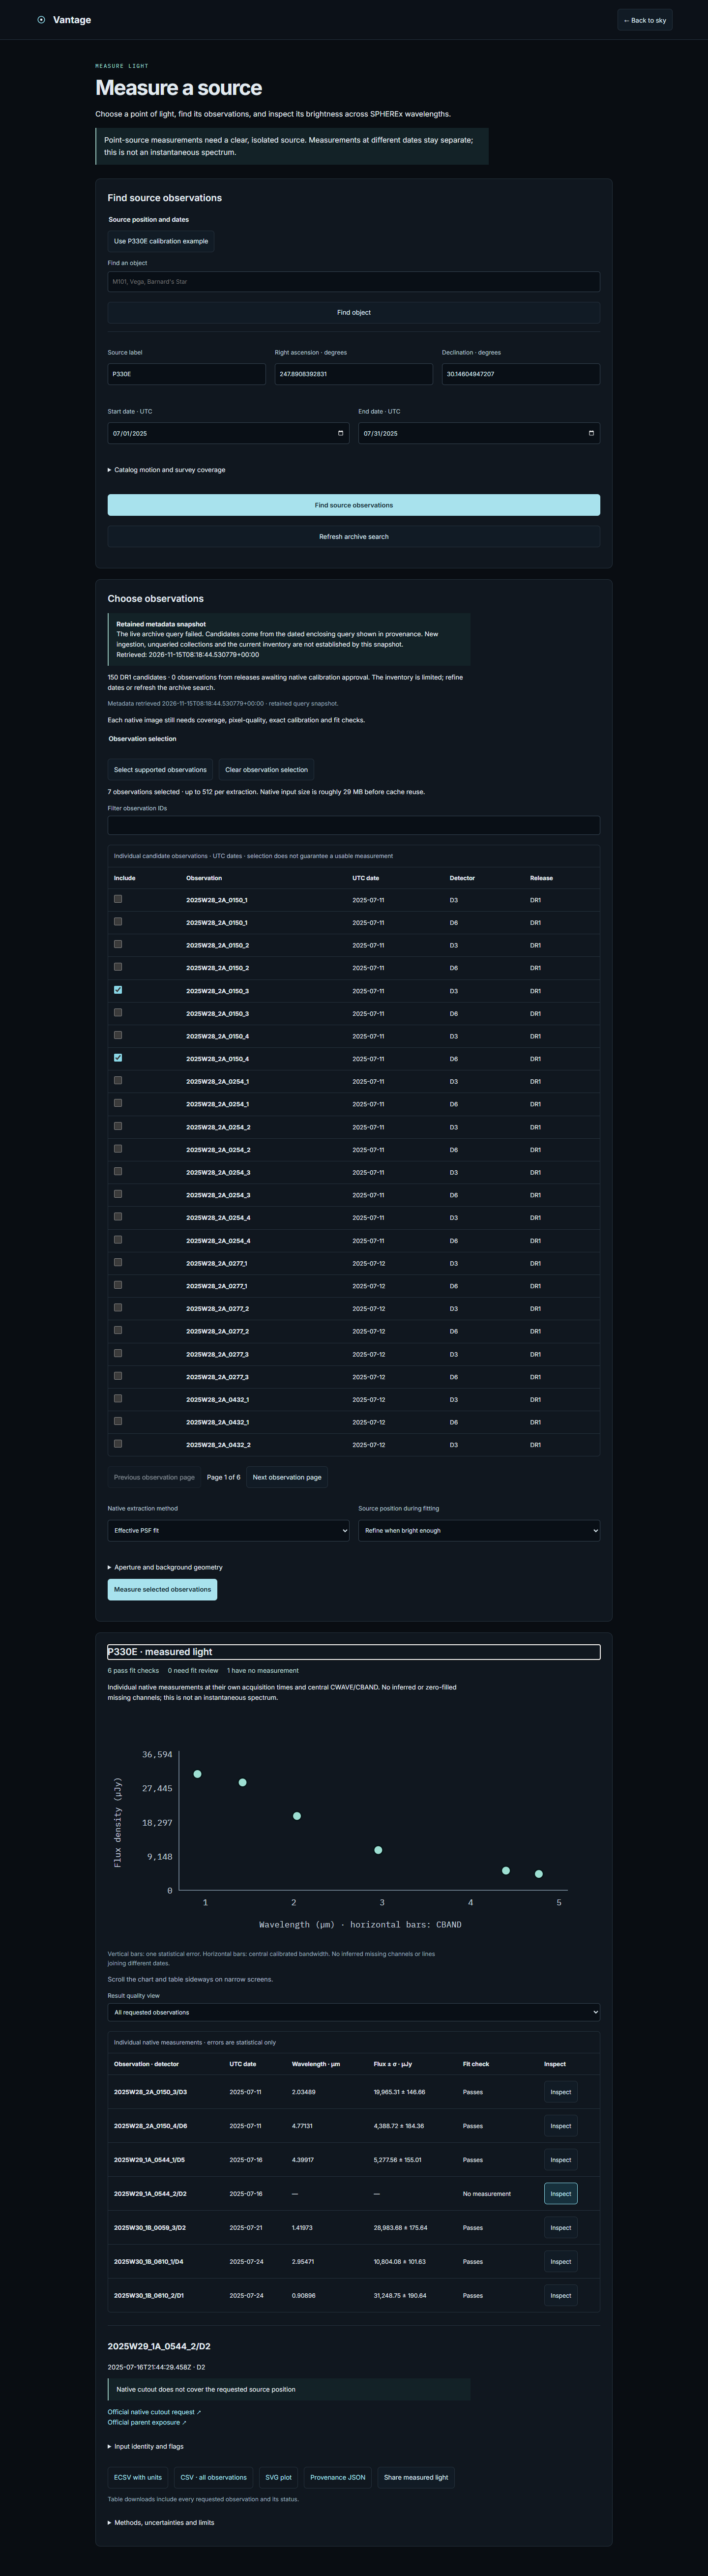 Vantage
← Back to sky
MEASURE LIGHT
Measure a source
Choose a point of light, find its observations, and inspect its brightness across SPHEREx wavelengths.
Point-source measurements need a clear, isolated source. Measurements at different dates stay separate;
this is not an instantaneous spectrum.
Find source observations
Source position and dates
Use P330E calibration example
Find an object
M101, Vega, Barnard's Star
Find object
Source label
Right ascension · degrees
Declination · degrees
P330E
247.8908392831
30.14604947207
Start date · UTC
End date · UTC
07/01/2025
07/31/2025
▸ Catalog motion and survey coverage
Find source observations
Refresh archive search
Choose observations
Retained metadata snapshot
The live archive query failed. Candidates come from the dated enclosing query shown in provenance. New
ingestion, unqueried collections and the current inventory are not established by this snapshot.
Retrieved: 2026-11-15T08:18:44.530779+00:00
150 DR1 candidates · 0 observations from releases awaiting native calibration approval. The inventory is limited; refine
dates or refresh the archive search.
Metadata retrieved 2026-11-15T08:18:44.530779+00:00 · retained query snapshot.
Each native image still needs coverage, pixel-quality, exact calibration and fit checks.
Observation selection
Select supported observations
Clear observation selection
7 observations selected · up to 512 per extraction. Native input size is roughly 29 MB before cache reuse.
Filter observation IDs
Individual candidate observations · UTC dates · selection does not guarantee a usable measurement
Include Observation UTC date Detector Release
2025W28_2A_0150_1 2025-07-11 D3 DR1
2025W28_2A_0150_1 2025-07-11 D6 DR1
2025W28_2A_0150_2 2025-07-11 D3 DR1
2025W28_2A_0150_2 2025-07-11 D6 DR1
2025W28_2A_0150_3 2025-07-11 D3 DR1
2025W28_2A_0150_3 2025-07-11 D6 DR1
2025W28_2A_0150_4 2025-07-11 D3 DR1
2025W28_2A_0150_4 2025-07-11 D6 DR1
2025W28_2A_0254_1 2025-07-11 D3 DR1
2025W28_2A_0254_1 2025-07-11 D6 DR1
2025W28_2A_0254_2 2025-07-11 D3 DR1
2025W28_2A_0254_2 2025-07-11 D6 DR1
2025W28_2A_0254_3 2025-07-11 D3 DR1
2025W28_2A_0254_3 2025-07-11 D6 DR1
2025W28_2A_0254_4 2025-07-11 D3 DR1
2025W28_2A_0254_4 2025-07-11 D6 DR1
2025W28_2A_0277_1 2025-07-12 D3 DR1
2025W28_2A_0277_1 2025-07-12 D6 DR1
2025W28_2A_0277_2 2025-07-12 D3 DR1
2025W28_2A_0277_2 2025-07-12 D6 DR1
2025W28_2A_0277_3 2025-07-12 D3 DR1
2025W28_2A_0277_3 2025-07-12 D6 DR1
2025W28_2A_0432_1 2025-07-12 D3 DR1
2025W28_2A_0432_1 2025-07-12 D6 DR1
2025W28_2A_0432_2 2025-07-12 D3 DR1
Previous observation page
Page 1 of 6
Next observation page
Native extraction method
Source position during fitting
Effective PSF fit
Refine when bright enough
▸ Aperture and background geometry
Measure selected observations
P330E · measured light
6 pass fit checks 0 need fit review 1 have no measurement
Individual native measurements at their own acquisition times and central CWAVE/CBAND. No inferred or zero-filled
missing channels; this is not an instantaneous spectrum.
36,594
27,445
18,297
9,148
0
Flux density (µJy)
1 2 3 4 5
Wavelength (µm) · horizontal bars: CBAND
Vertical bars: one statistical error. Horizontal bars: central calibrated bandwidth. No inferred missing channels or lines
joining different dates.
Scroll the chart and table sideways on narrow screens.
Result quality view
All requested observations
Individual native measurements · errors are statistical only
Observation · detector UTC date Wavelength · µm Flux ± σ · µJy Fit check Inspect
2025W28_2A_0150_3/D3 2025-07-11 2.03489 19,965.31 ± 146.66 Passes Inspect
2025W28_2A_0150_4/D6 2025-07-11 4.77131 4,388.72 ± 184.36 Passes Inspect
2025W29_1A_0544_1/D5 2025-07-16 4.39917 5,277.56 ± 155.01 Passes Inspect
2025W29_1A_0544_2/D2 2025-07-16 — — No measurement Inspect
2025W30_1B_0059_3/D2 2025-07-21 1.41973 28,983.68 ± 175.64 Passes Inspect
2025W30_1B_0610_1/D4 2025-07-24 2.95471 10,804.08 ± 101.63 Passes Inspect
2025W30_1B_0610_2/D1 2025-07-24 0.90896 31,248.75 ± 190.64 Passes Inspect
2025W29_1A_0544_2/D2
2025-07-16T21:44:29.458Z · D2
Native cutout does not cover the requested source position
Official native cutout request ↗
Official parent exposure ↗
▸ Input identity and flags
ECSV with units
CSV · all observations
SVG plot
Provenance JSON
Share measured light
Table downloads include every requested observation and its status.
▸ Methods, uncertainties and limits